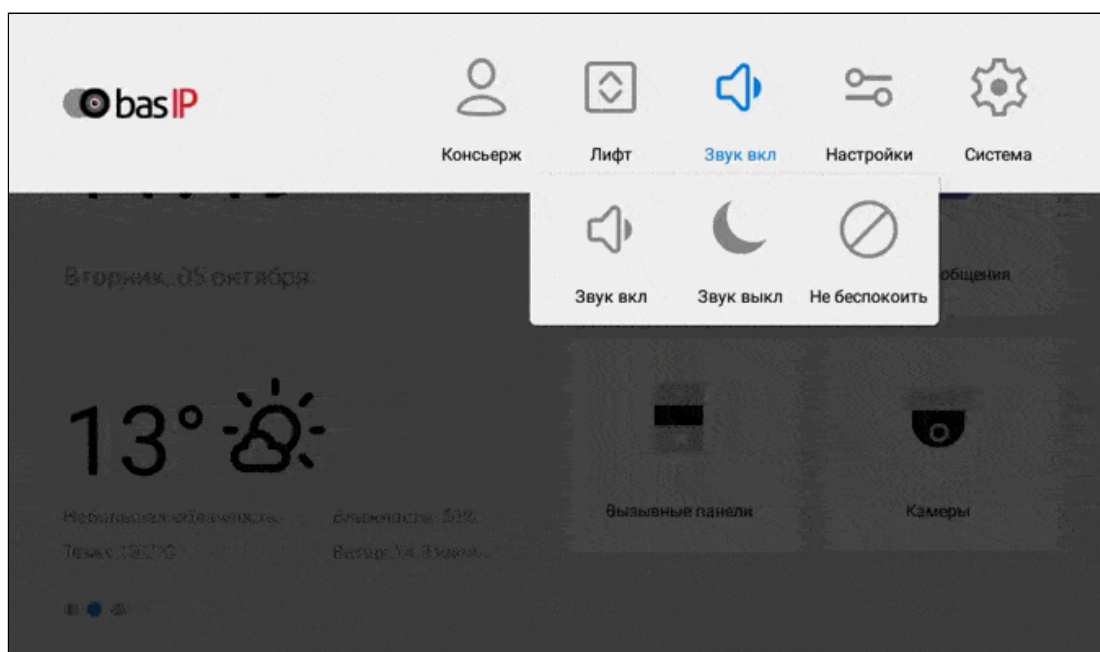 bas IP
Консьерж
Лифт
Звук вкл
Настройки
Система
Звук вкл
Звук выкл
Не беспокоить
Вторник, 05 октября
общения
13°
Вызывные панели
Камеры